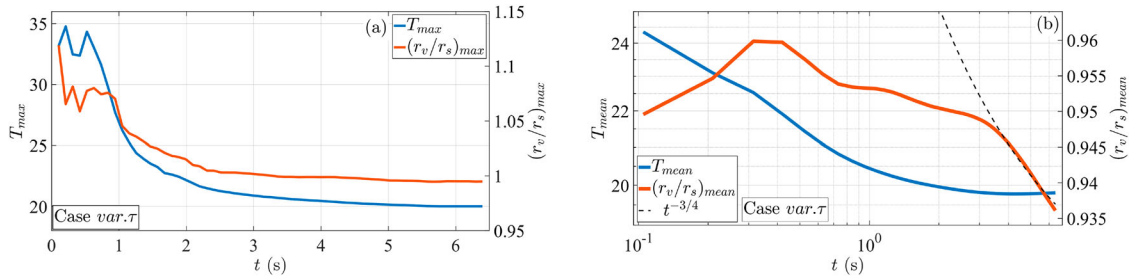 (a)
T_max
(r_v/r_s)_max
35
30
25
20
T_max
1.15
1.1
1.05
1
0.95
(r_v/r_s)_max
Case var.τ
0 1 2 3 4 5 6
t (s)
(b)
24
22
20
T_mean
0.96
0.955
0.95
0.945
0.94
0.935
(r_v/r_s)_mean
T_mean
(r_v/r_s)_mean
t^{-3/4}
Case var.τ
10^{-1} 10^0
t (s)